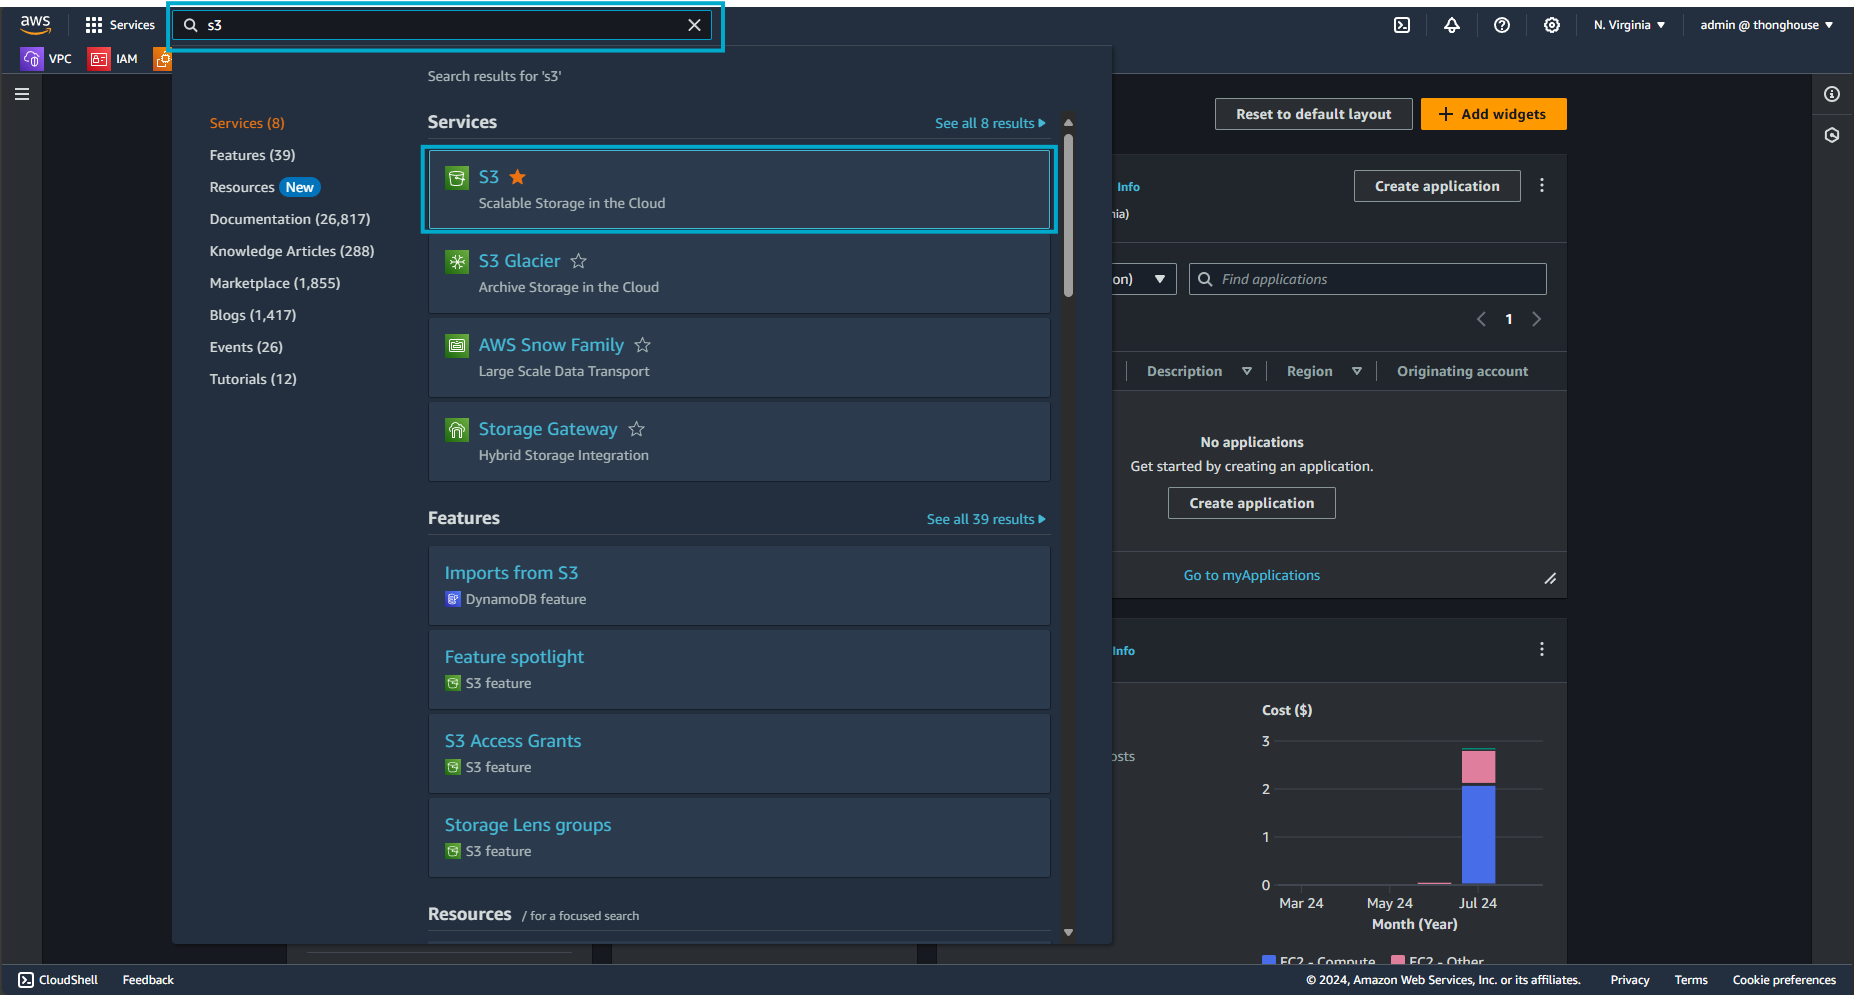 aws
Services
s3
N. Virginia
admin @ thonghouse
VPC
IAM
Search results for 's3'
Services (8)
Features (39)
Resources New
Documentation (26,817)
Knowledge Articles (288)
Marketplace (1,855)
Blogs (1,417)
Events (26)
Tutorials (12)
Services
See all 8 results
S3
Scalable Storage in the Cloud
S3 Glacier
Archive Storage in the Cloud
AWS Snow Family
Large Scale Data Transport
Storage Gateway
Hybrid Storage Integration
Features
See all 39 results
Imports from S3
DynamoDB feature
Feature spotlight
S3 feature
S3 Access Grants
S3 feature
Storage Lens groups
S3 feature
Resources / for a focused search
Reset to default layout
Add widgets
Info
Create application
nia)
on)
Find applications
1
Description
Region
Originating account
No applications
Get started by creating an application.
Create application
Go to myApplications
Info
osts
Cost ($)
3
2
1
0
Mar 24
May 24
Jul 24
Month (Year)
EC2 - Compute
EC2 - Other
CloudShell
Feedback
© 2024, Amazon Web Services, Inc. or its affiliates.
Privacy
Terms
Cookie preferences